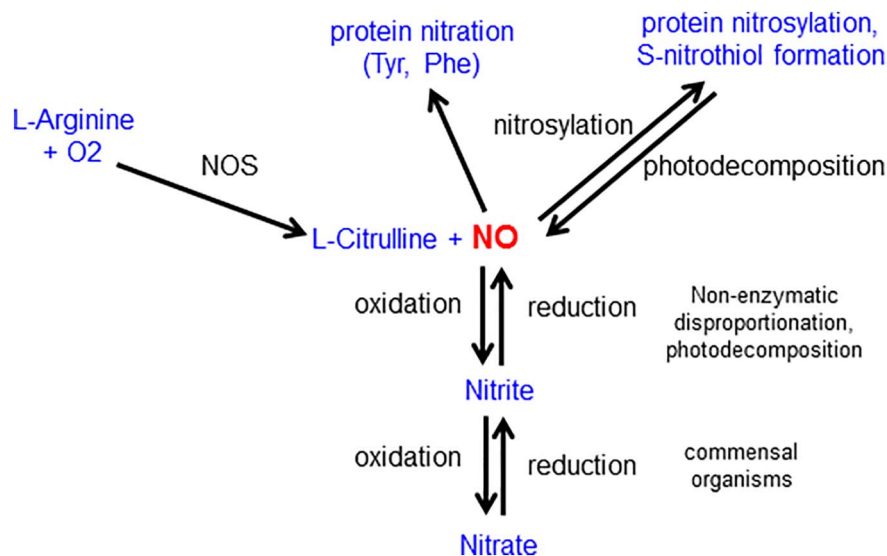 protein nitration
(Tyr, Phe)
protein nitrosylation,
S-nitrothiol formation
L-Arginine
+ O2
NOS
nitrosylation
photodecomposition
L-Citrulline + NO
oxidation
reduction
Non-enzymatic
disproportionation,
photodecomposition
Nitrite
oxidation
reduction
commensal
organisms
Nitrate